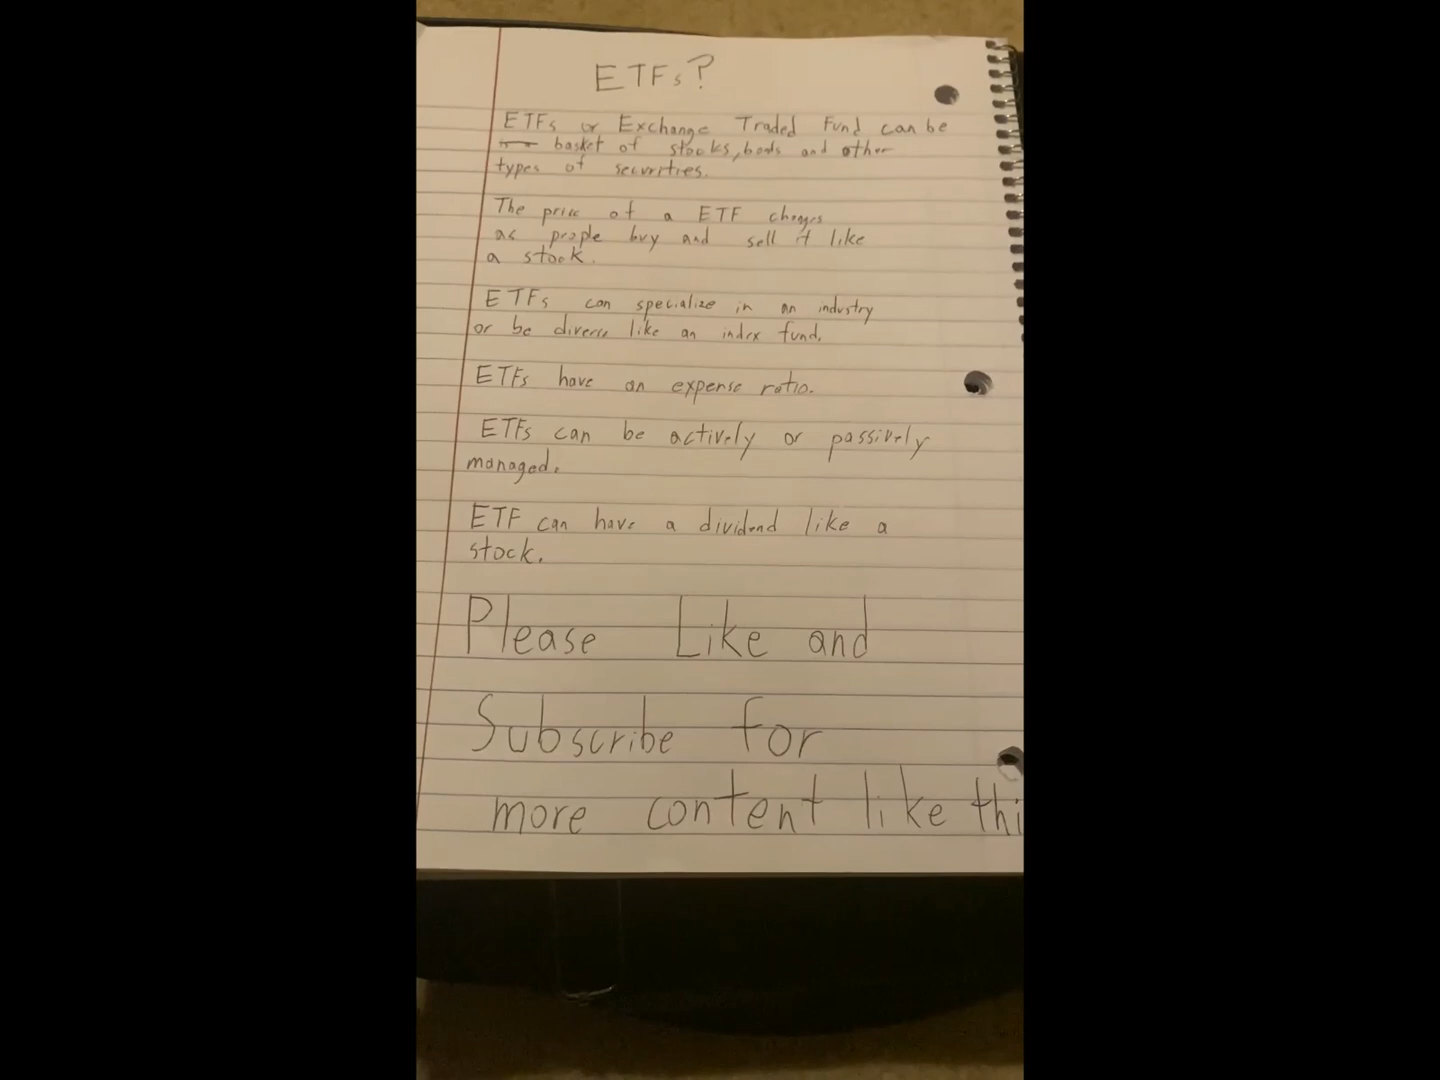 ETFs?
ETFs or Exchange Traded Fund can be
basket of stocks, bods and other
types of securities.
The price of a ETF changes
as people buy and sell it like
a stock.
ETFs can specialize in an industry
or be diverse like an index fund.
ETFs have an expense ratio.
ETFs can be actively or passively
managed.
ETF can have a dividend like a
stock.
Please Like and
Subscribe for
more content like thi